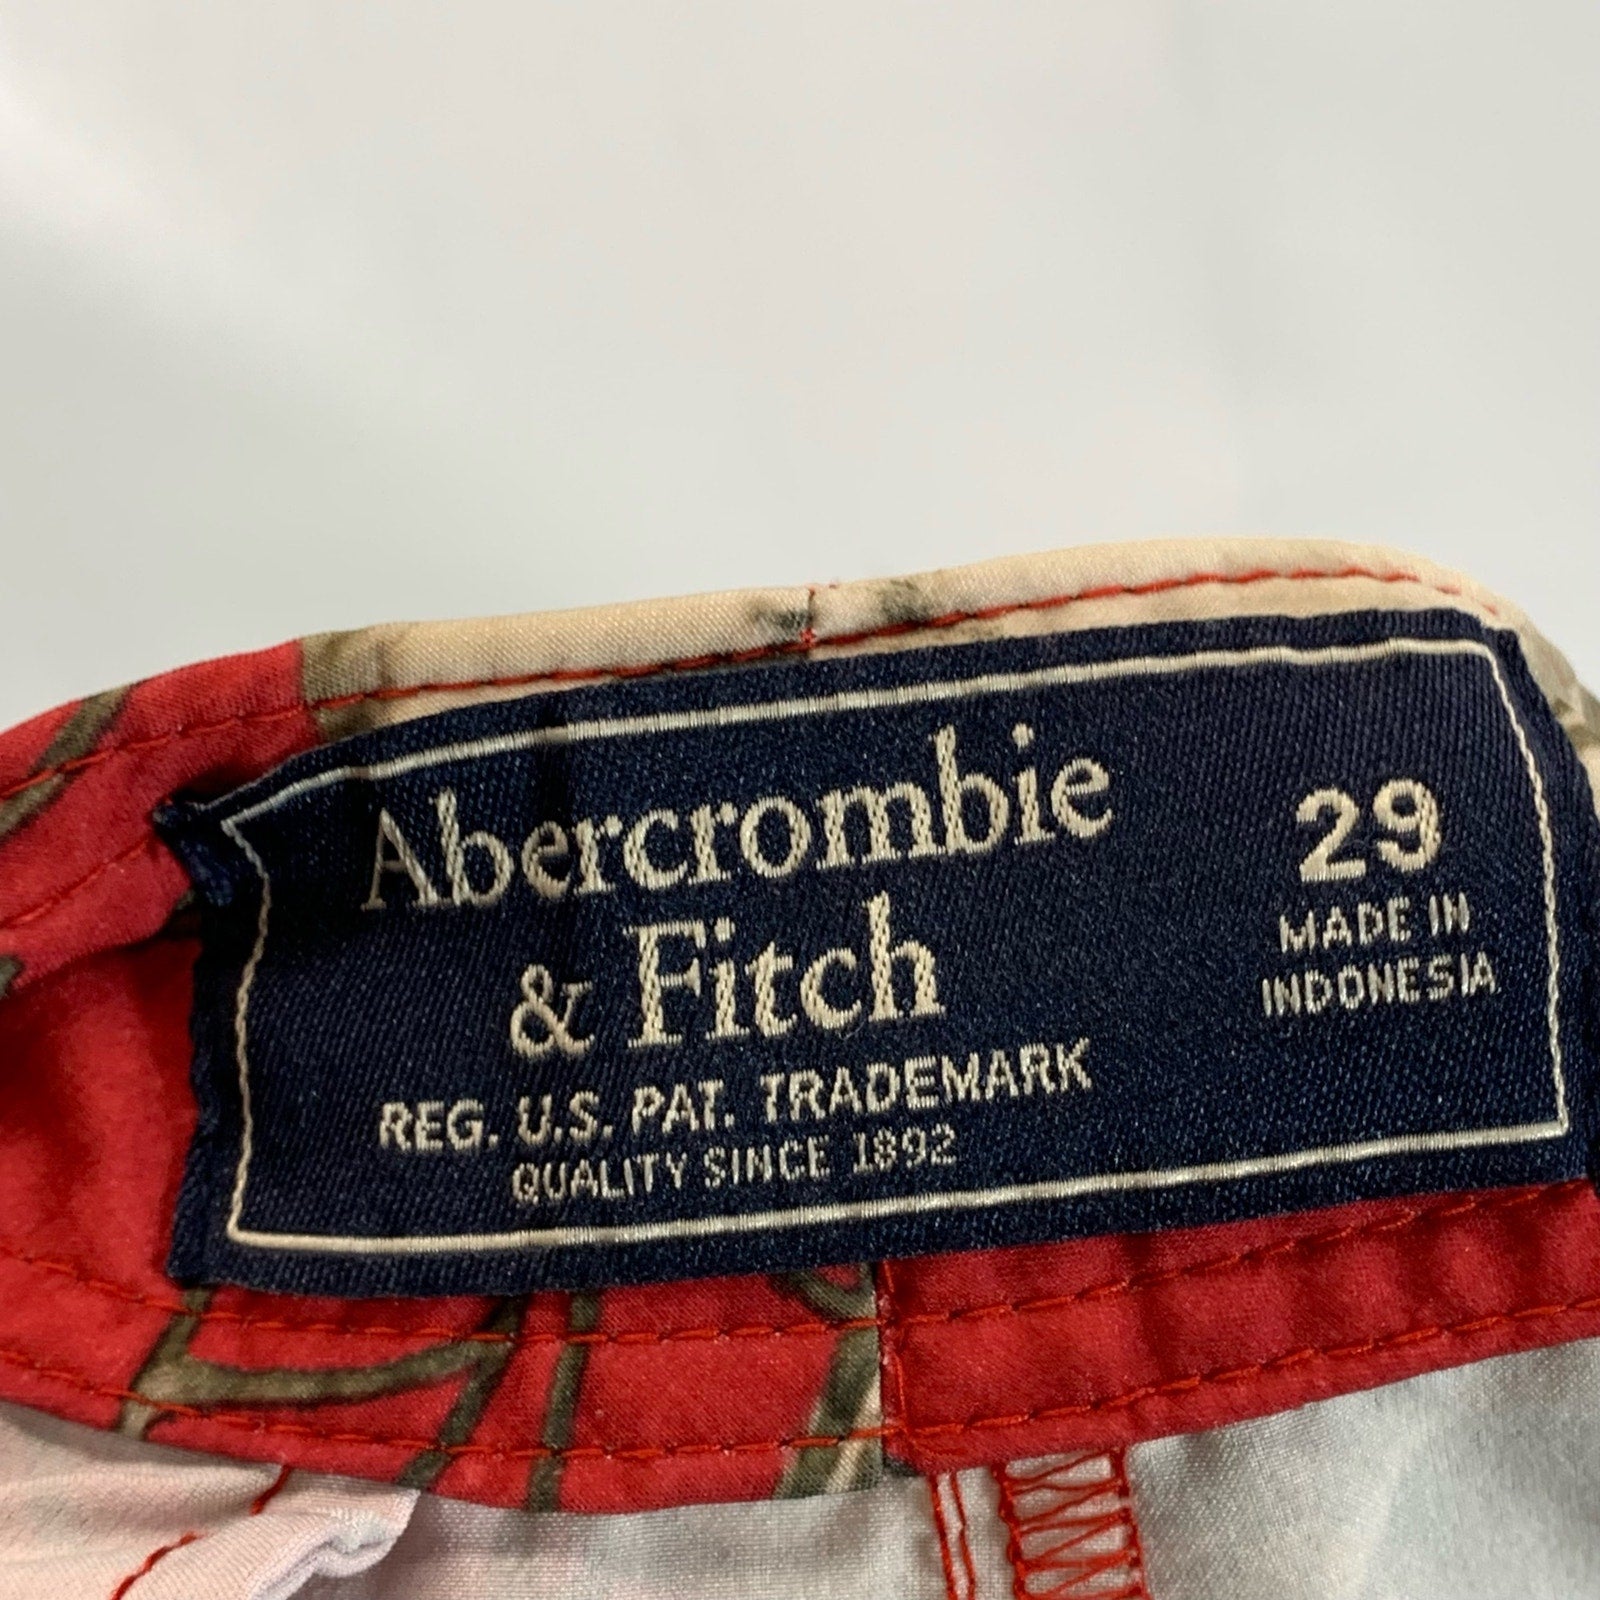 Abercrombie
& Fitch
REG. U.S. PAT. TRADEMARK
QUALITY SINCE 1892
29
MADE IN
INDONESIA